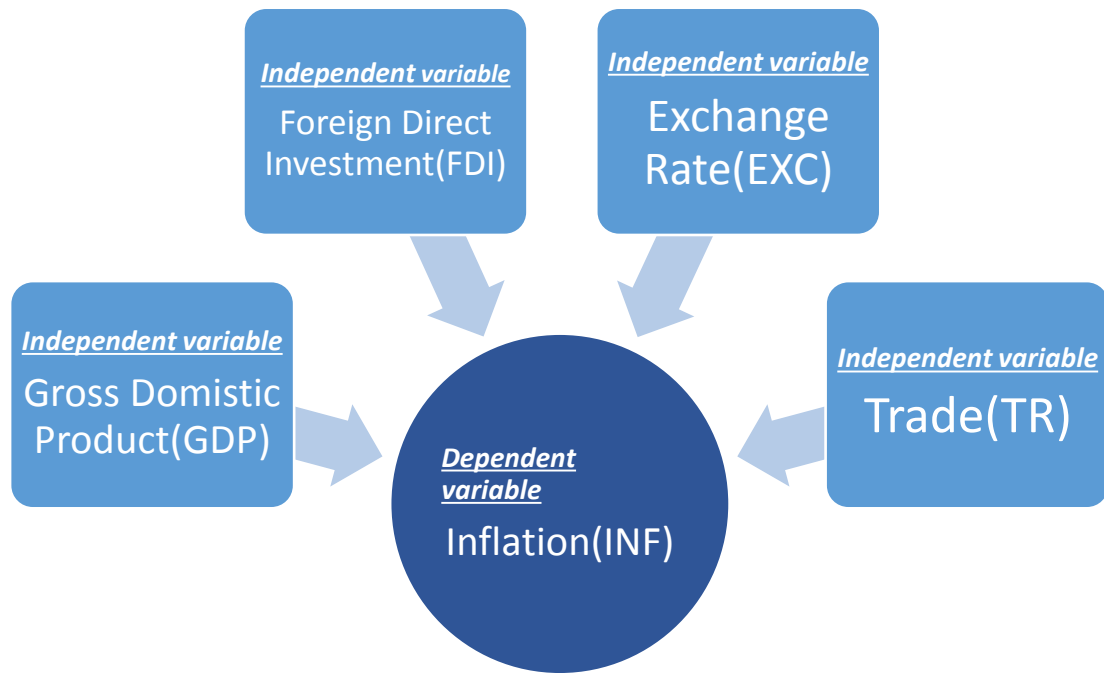 Independent variable
Foreign Direct
Investment(FDI)
Independent variable
Exchange
Rate(EXC)
Independent variable
Gross Domistic
Product(GDP)
Independent variable
Trade(TR)
Dependent
variable
Inflation(INF)